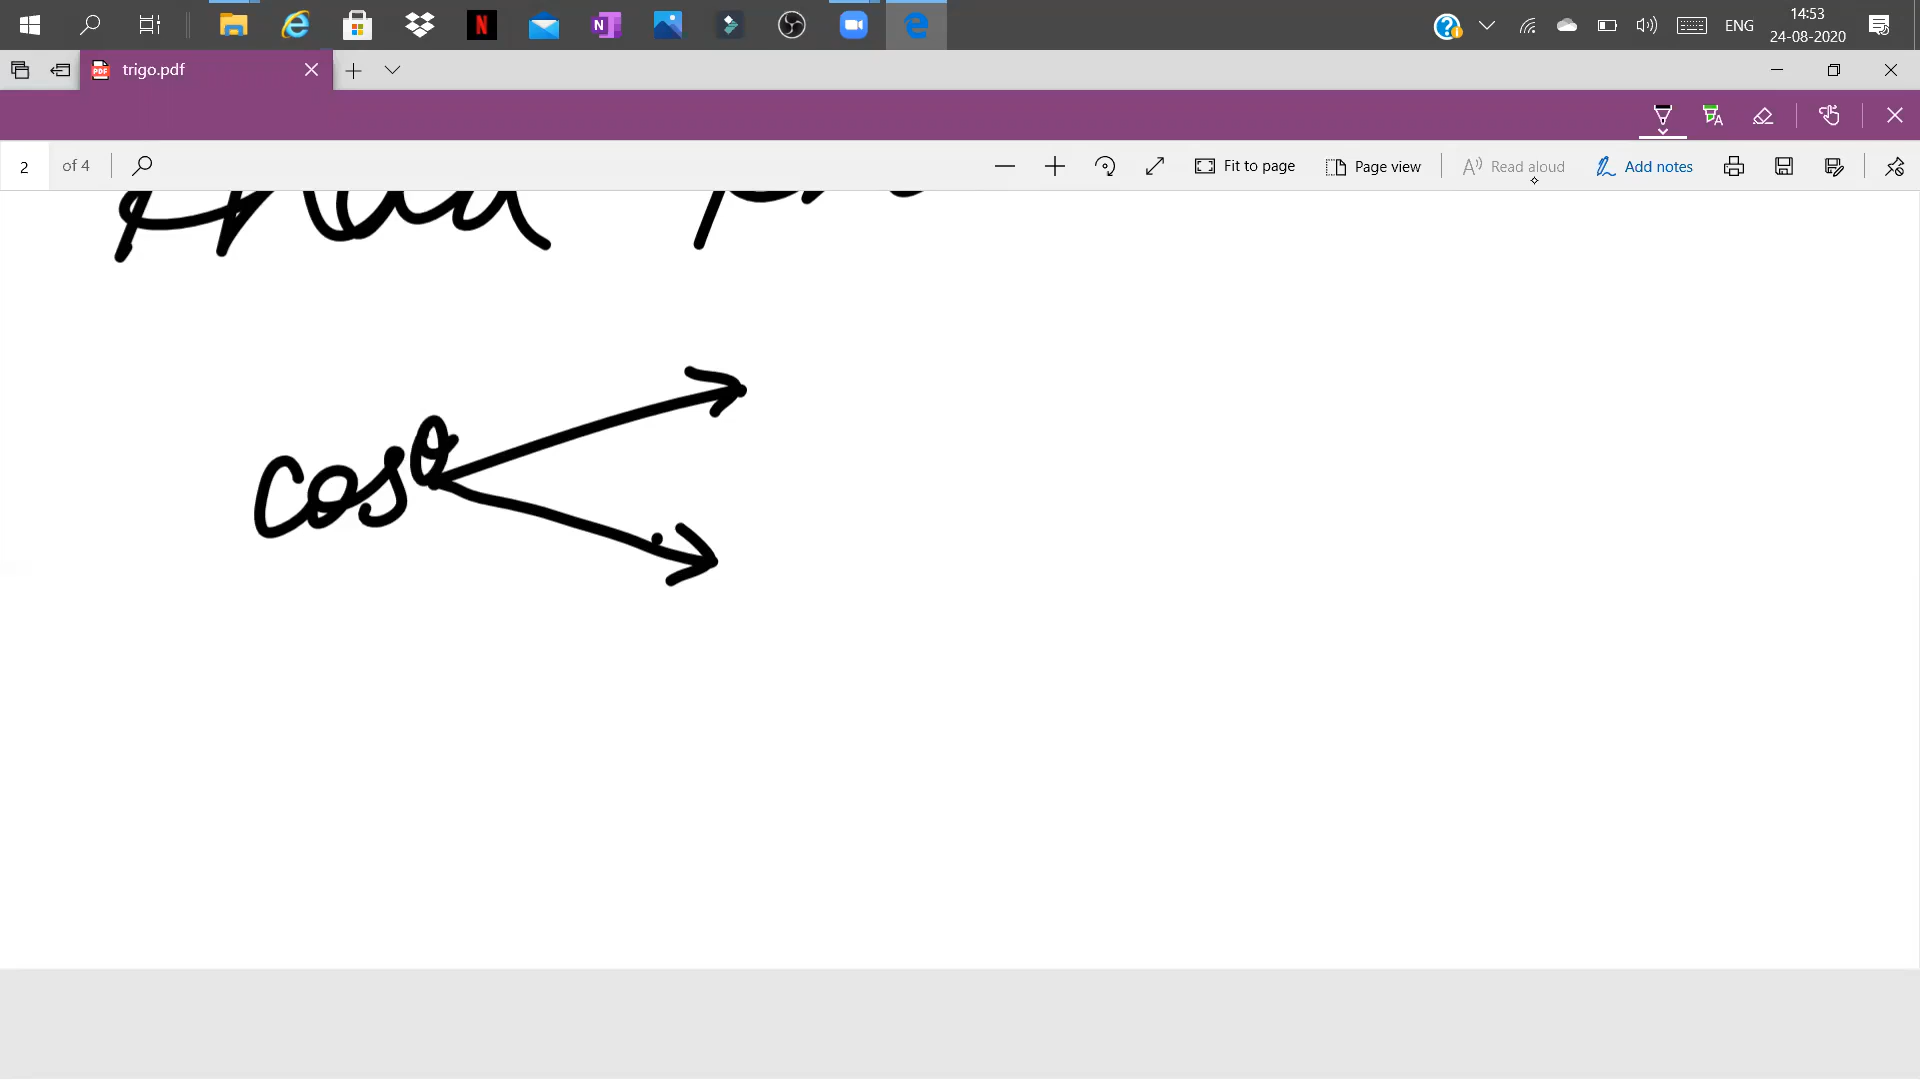 14:53
ENG
24-08-2020
trigo.pdf
2 of 4 Fit to page Page view Read aloud Add notes
cosθ